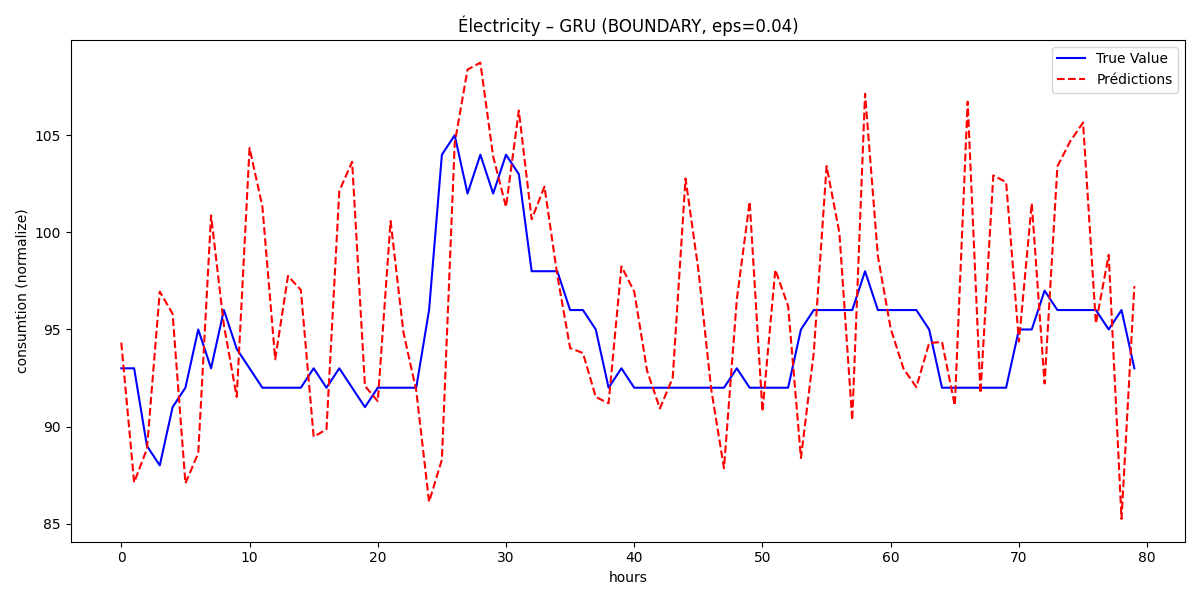 Électricity – GRU (BOUNDARY, eps=0.04)
True Value
Prédictions
consumtion (normalize)
105
100
95
90
85
0 10 20 30 40 50 60 70 80
hours